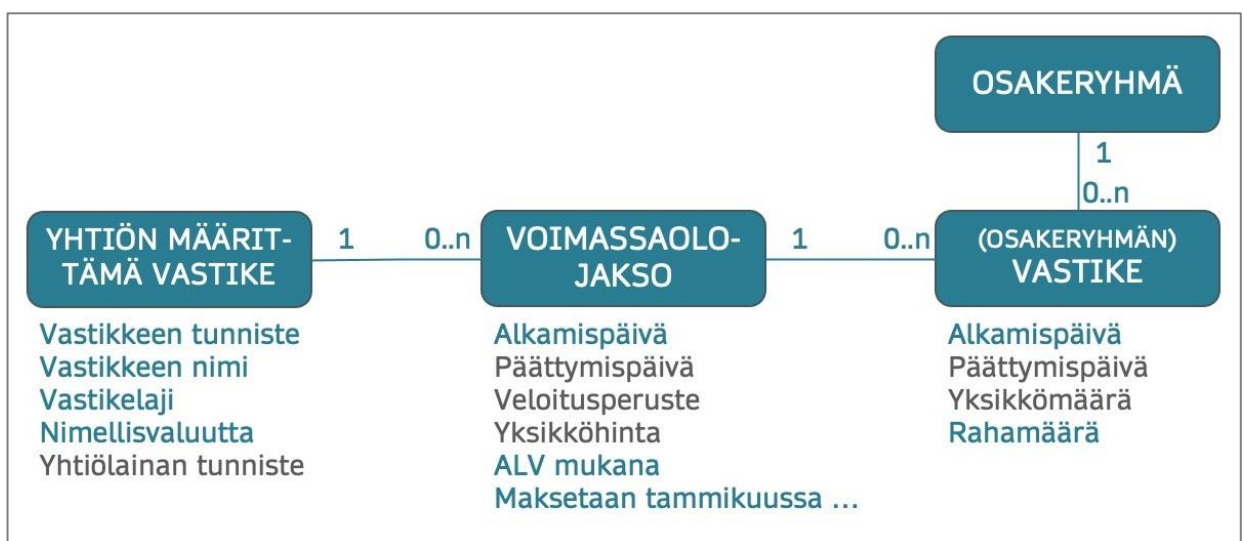 OSAKERYHMÄ
1
0..n
YHTIÖN MÄÄRIT-
TÄMÄ VASTIKE
1
0..n
VOIMASSAOLO-
JAKSO
1
0..n
(OSAKERYHMÄN)
VASTIKE
Vastikkeen tunniste
Vastikkeen nimi
Vastikelaji
Nimellisvaluutta
Yhtiölainan tunniste
Alkamispäivä
Päättymispäivä
Veloitusperuste
Yksikköhinta
ALV mukana
Maksetaan tammikuussa ...
Alkamispäivä
Päättymispäivä
Yksikkömäärä
Rahamäärä